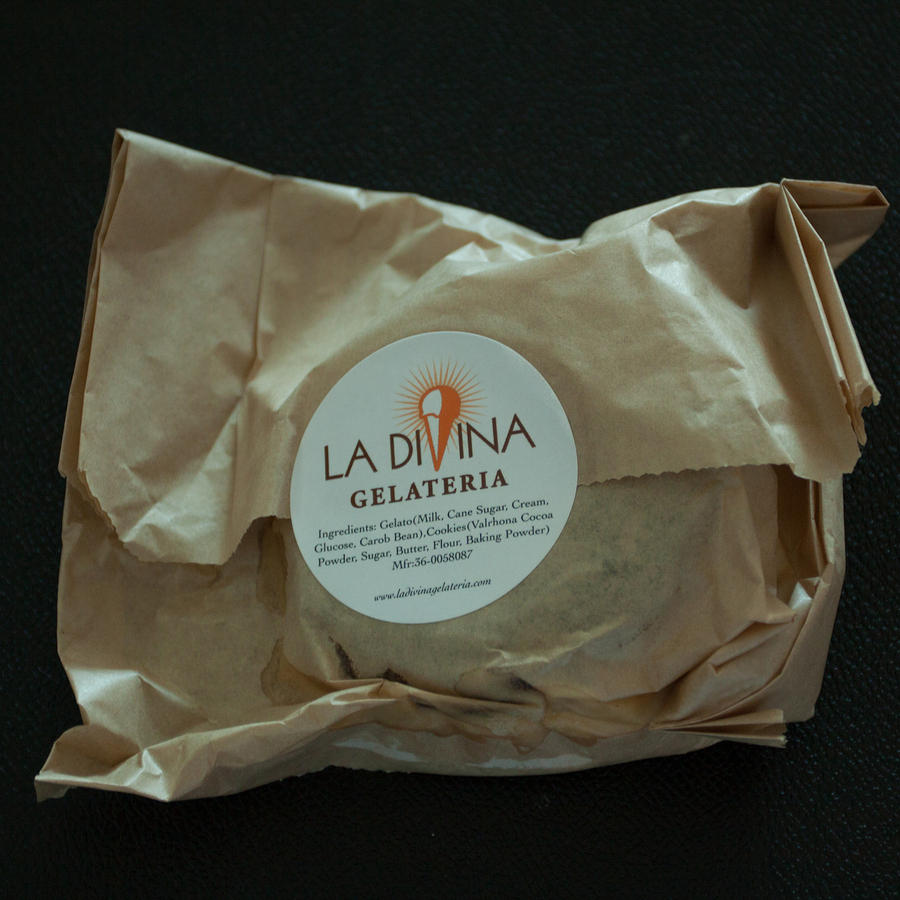 LA DIVINA
GELATERIA
Ingredients: Gelato(Milk, Cane Sugar, Cream,
Glucose, Carob Bean),Cookies(Valrhona Cocoa
Powder, Sugar, Butter, Flour, Baking Powder)
Mfr:36-0058087
www.ladivinagelateria.com